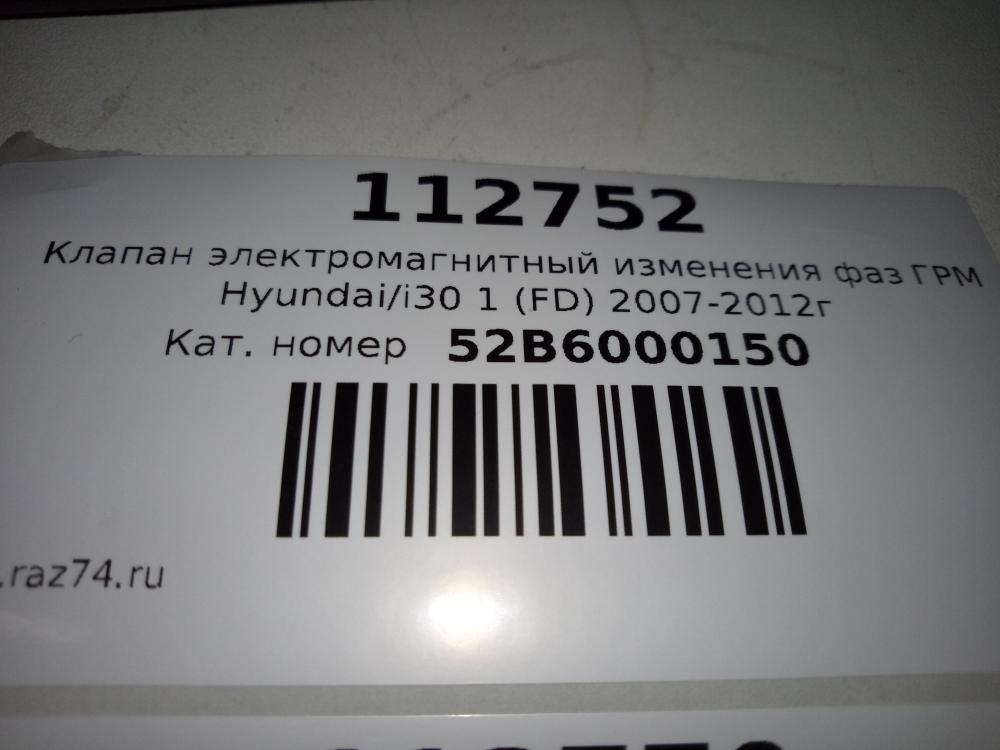 112752
Клапан электромагнитный изменения фаз ГРМ
Hyundai/i30 1 (FD) 2007-2012г
Кат. номер 52B6000150
.raz74.ru